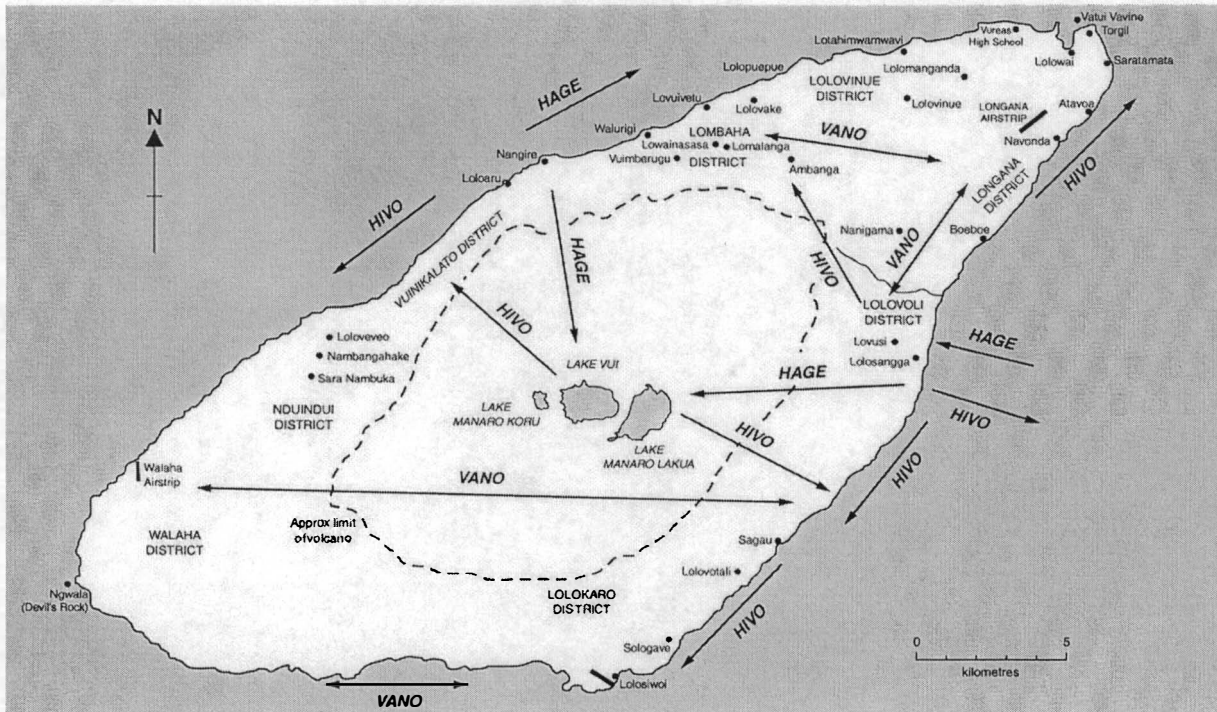 Vatui Vavine
Torgil
Vureas
High School
Lotahimwamwavi
Lolowai
Saratamata
Lolopuepue
LOLOVINUE
DISTRICT
Lolomanganda
HAGE
N
Lovuivetu
Lolovake
Lolovinue
LONGANA
AIRSTRIP
Atavoa
Navonda
Walurigi
LOMBAHA
DISTRICT
Lowainasasa
Lomalanga
Vuimbarugu
VANO
Ambanga
Nangire
Loloaru
LONGANA
DISTRICT
HIVO
HIVO
VUINIKALATO DISTRICT
HAGE
Nanigama
Boeboe
VANO
HIVO
LOLOVOLI
DISTRICT
HIVO
Loloveveo
Nambangahake
Sara Nambuka
Lovusi
Lolosangga
HAGE
LAKE VUI
HAGE
NDUINDUI
DISTRICT
LAKE
MANARO KORU
HIVO
HIVO
LAKE
MANARO LAKUA
HIVO
Walaha
Airstrip
VANO
Approx limit
ofvolcano
WALAHA
DISTRICT
Sagau
Lolovotali
Ngwala
(Devil's Rock)
LOLOKARO
DISTRICT
HIVO
Sologave
0
5
kilometres
Lolosiwoi
VANO